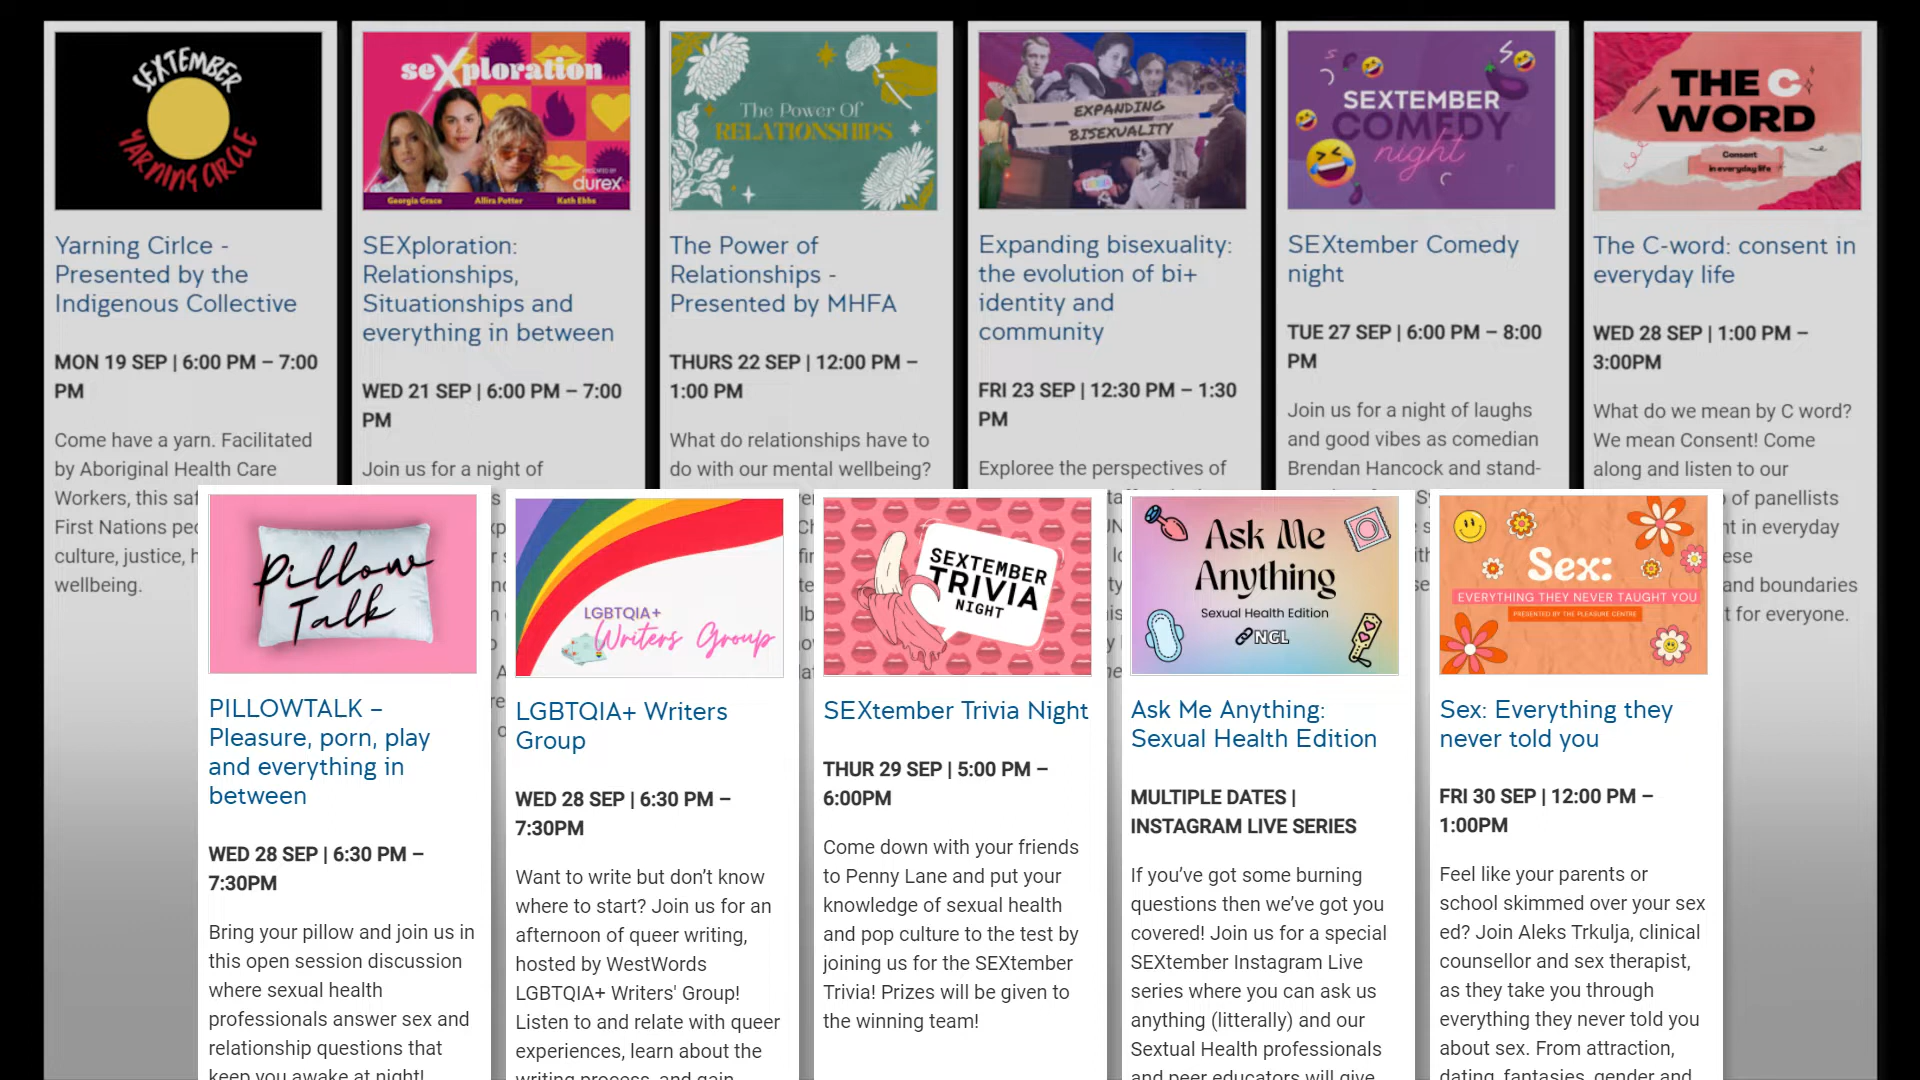 SEXTEMBER
YARNING CIRCLE
Yarning Cirlce -
Presented by the
Indigenous Collective
MON 19 SEP | 6:00 PM – 7:00
PM
Come have a yarn. Facilitated
by Aboriginal Health Care
Workers, this
First Nations
culture, justice,
wellbeing.
seXploration
PRESENTED BY
durex
Georgia Grace Allira Potter Kath Ebbs
SEXploration:
Relationships,
Situationships and
everything in between
WED 21 SEP | 6:00 PM – 7:00
PM
Join us for a night of
The Power Of
RELATIONSHIPS
The Power of
Relationships -
Presented by MHFA
THURS 22 SEP | 12:00 PM –
1:00 PM
What do relationships have to
do with our mental wellbeing?
EXPANDING
BISEXUALITY
Expanding bisexuality:
the evolution of bi+
identity and
community
FRI 23 SEP | 12:30 PM – 1:30
PM
Exploree the perspectives of
SEXTEMBER
COMEDY
night
SEXtember Comedy
night
TUE 27 SEP | 6:00 PM – 8:00
PM
Join us for a night of laughs
and good vibes as comedian
Brendan Hancock and stand-
THE C
WORD
Consent
in everyday life
The C-word: consent in
everyday life
WED 28 SEP | 1:00 PM –
3:00PM
What do we mean by C word?
We mean Consent! Come
along and listen to our
of panellists
in everyday
and boundaries
for everyone.
Pillow
Talk
PILLOWTALK –
Pleasure, porn, play
and everything in
between
WED 28 SEP | 6:30 PM –
7:30PM
Bring your pillow and join us in
this open session discussion
where sexual health
professionals answer sex and
relationship questions that
keep you awake at night!
LGBTQIA+
Writers Group
LGBTQIA+ Writers
Group
WED 28 SEP | 6:30 PM –
7:30PM
Want to write but don’t know
where to start? Join us for an
afternoon of queer writing,
hosted by WestWords
LGBTQIA+ Writers' Group!
Listen to and relate with queer
experiences, learn about the
writing process, and gain
SEXTEMBER
TRIVIA
NIGHT
SEXtember Trivia Night
THUR 29 SEP | 5:00 PM –
6:00PM
Come down with your friends
to Penny Lane and put your
knowledge of sexual health
and pop culture to the test by
joining us for the SEXtember
Trivia! Prizes will be given to
the winning team!
Ask Me
Anything
Sexual Health Edition
NGL
Ask Me Anything:
Sexual Health Edition
MULTIPLE DATES |
INSTAGRAM LIVE SERIES
If you’ve got some burning
questions then we’ve got you
covered! Join us for a special
SEXtember Instagram Live
series where you can ask us
anything (litterally) and our
Sextual Health professionals
and peer educators will give
Sex:
EVERYTHING THEY NEVER TAUGHT YOU
PRESENTED BY THE PLEASURE CENTRE
Sex: Everything they
never told you
FRI 30 SEP | 12:00 PM –
1:00PM
Feel like your parents or
school skimmed over your sex
ed? Join Aleks Trkulja, clinical
counsellor and sex therapist,
as they take you through
everything they never told you
about sex. From attraction,
dating, fantasies, gender and